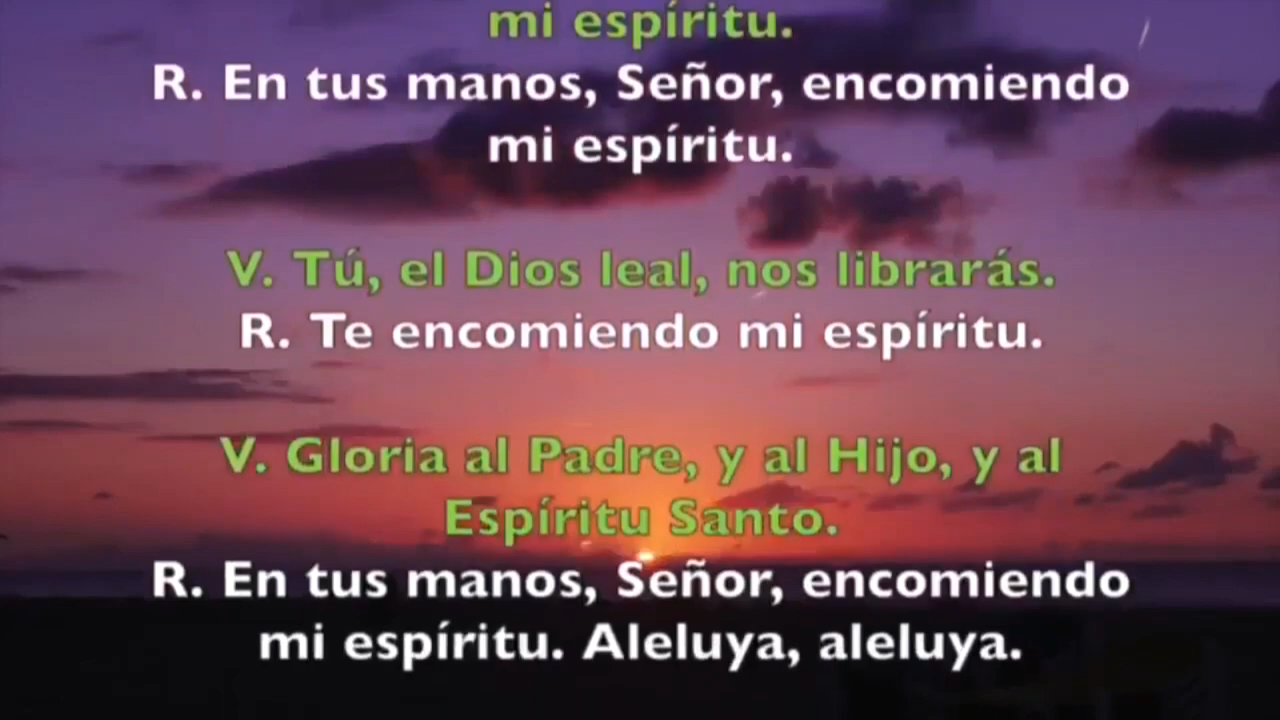 mi espíritu.
R. En tus manos, Señor, encomiendo
mi espíritu.
V. Tú, el Dios leal, nos librarás.
R. Te encomiendo mi espíritu.
V. Gloria al Padre, y al Hijo, y al
Espíritu Santo.
R. En tus manos, Señor, encomiendo
mi espíritu. Aleluya, aleluya.